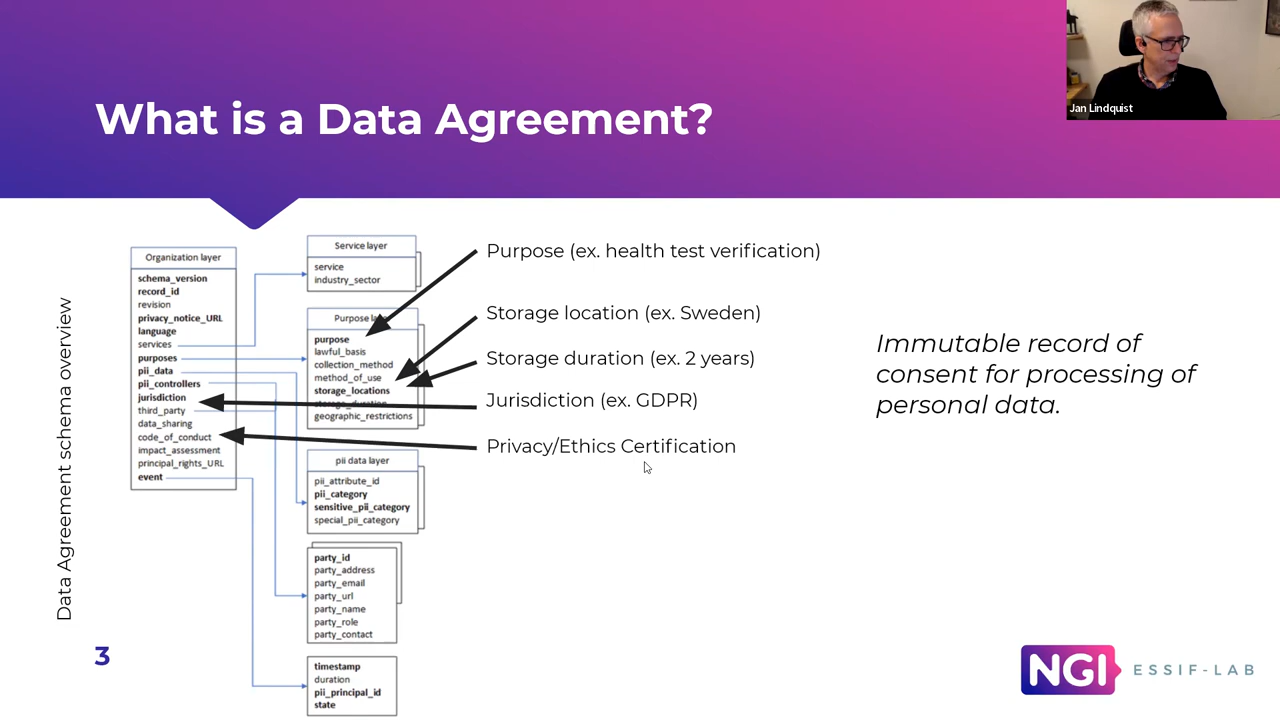 Jan Lindquist
What is a Data Agreement?
Data Agreement schema overview
Organization layer
schema_version
record_id
revision
privacy_notice_URL
language
services
purposes
pii_data
pii_controllers
jurisdiction
third_party
data_sharing
code_of_conduct
impact_assessment
principal_rights_URL
event
Service layer
service
industry_sector
Purpose layer
purpose
lawful_basis
collection_method
method_of_use
storage_locations
storage_duration
geographic_restrictions
pii data layer
pii_attribute_id
pii_category
sensitive_pii_category
special_pii_category
party_id
party_address
party_email
party_url
party_name
party_role
party_contact
timestamp
duration
pii_principal_id
state
Purpose (ex. health test verification)
Storage location (ex. Sweden)
Storage duration (ex. 2 years)
Jurisdiction (ex. GDPR)
Privacy/Ethics Certification
Immutable record of
consent for processing of
personal data.
3
NGI ESSIF-LAB